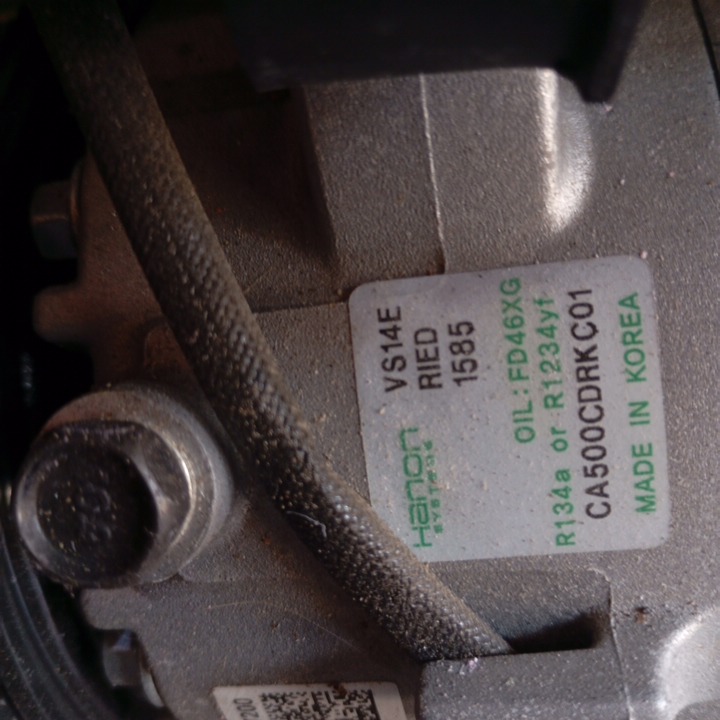 VS14E
RIED
1585
Hanon
SYSTEMS
OIL: FD46XG
R134a or R1234yf
CA500CDRKC01
MADE IN KOREA